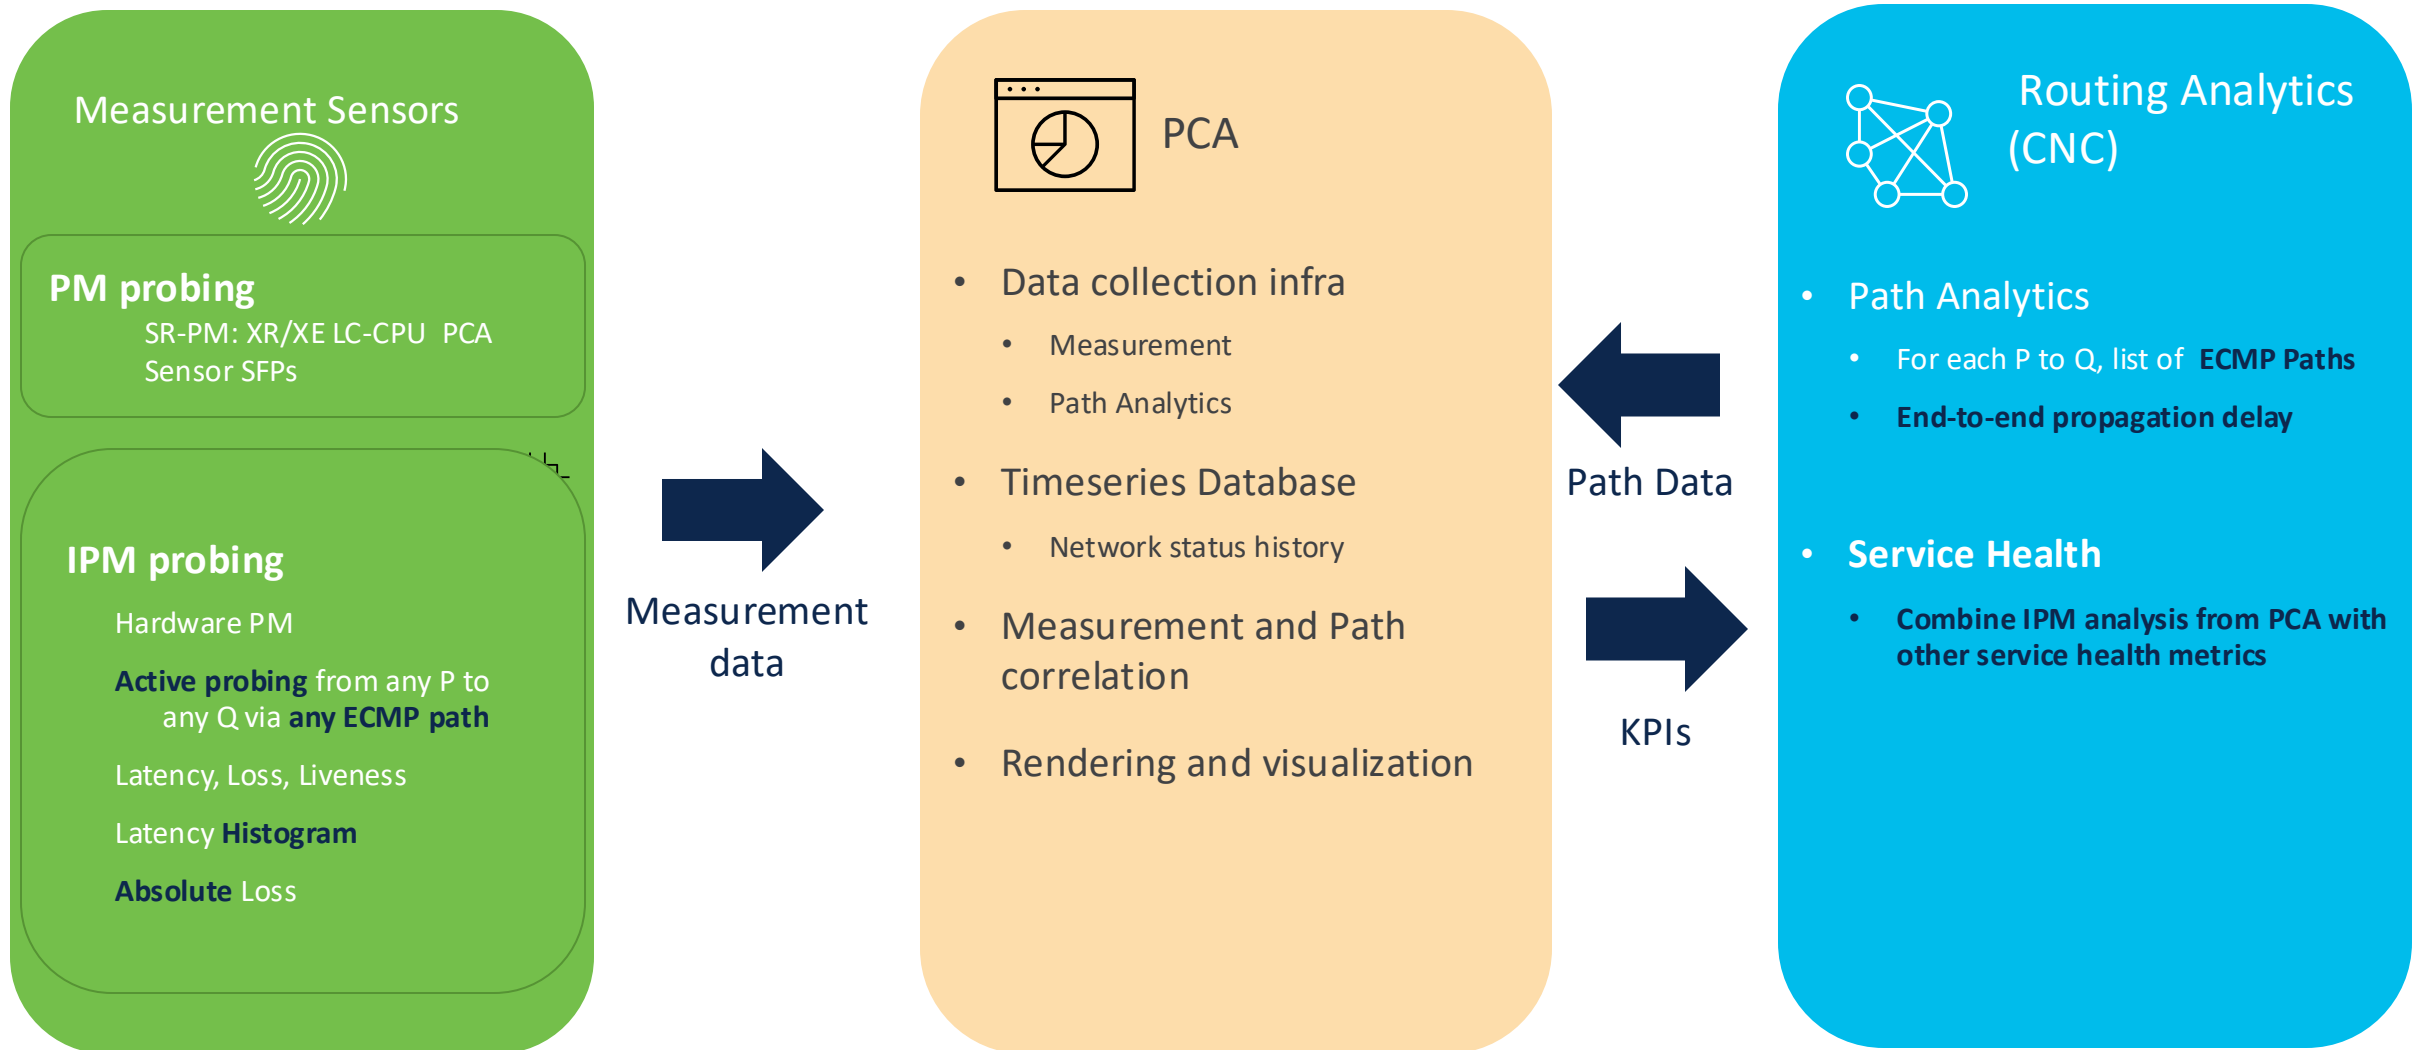 Measurement Sensors
PM probing
SR-PM: XR/XE LC-CPU PCA
Sensor SFPs
IPM probing
Hardware PM
Active probing from any P to
any Q via any ECMP path
Latency, Loss, Liveness
Latency Histogram
Absolute Loss
Measurement
data
PCA
• Data collection infra
• Measurement
• Path Analytics
• Timeseries Database
• Network status history
• Measurement and Path
correlation
• Rendering and visualization
Path Data
KPIs
Routing Analytics
(CNC)
• Path Analytics
• For each P to Q, list of ECMP Paths
• End-to-end propagation delay
• Service Health
• Combine IPM analysis from PCA with
other service health metrics